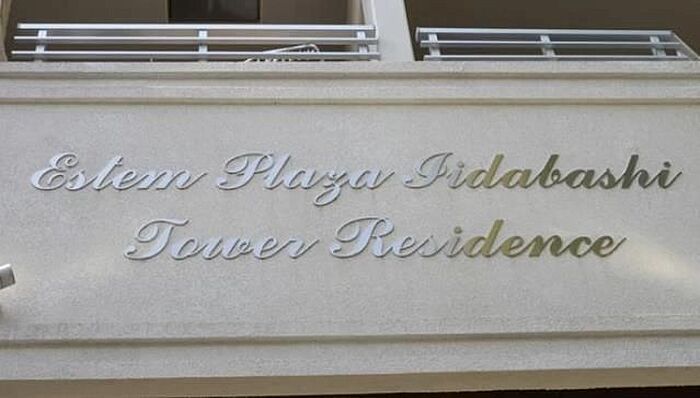 Estem Plaza Iidabashi
Tower Residence